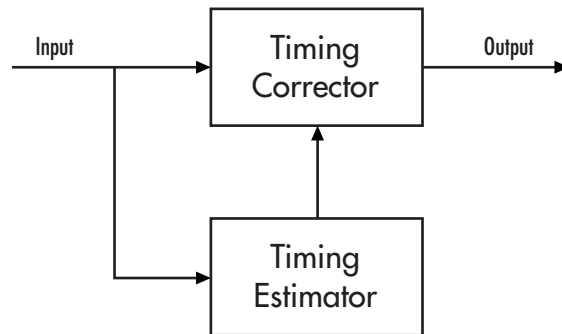 Input
Timing
Corrector
Output
Timing
Estimator